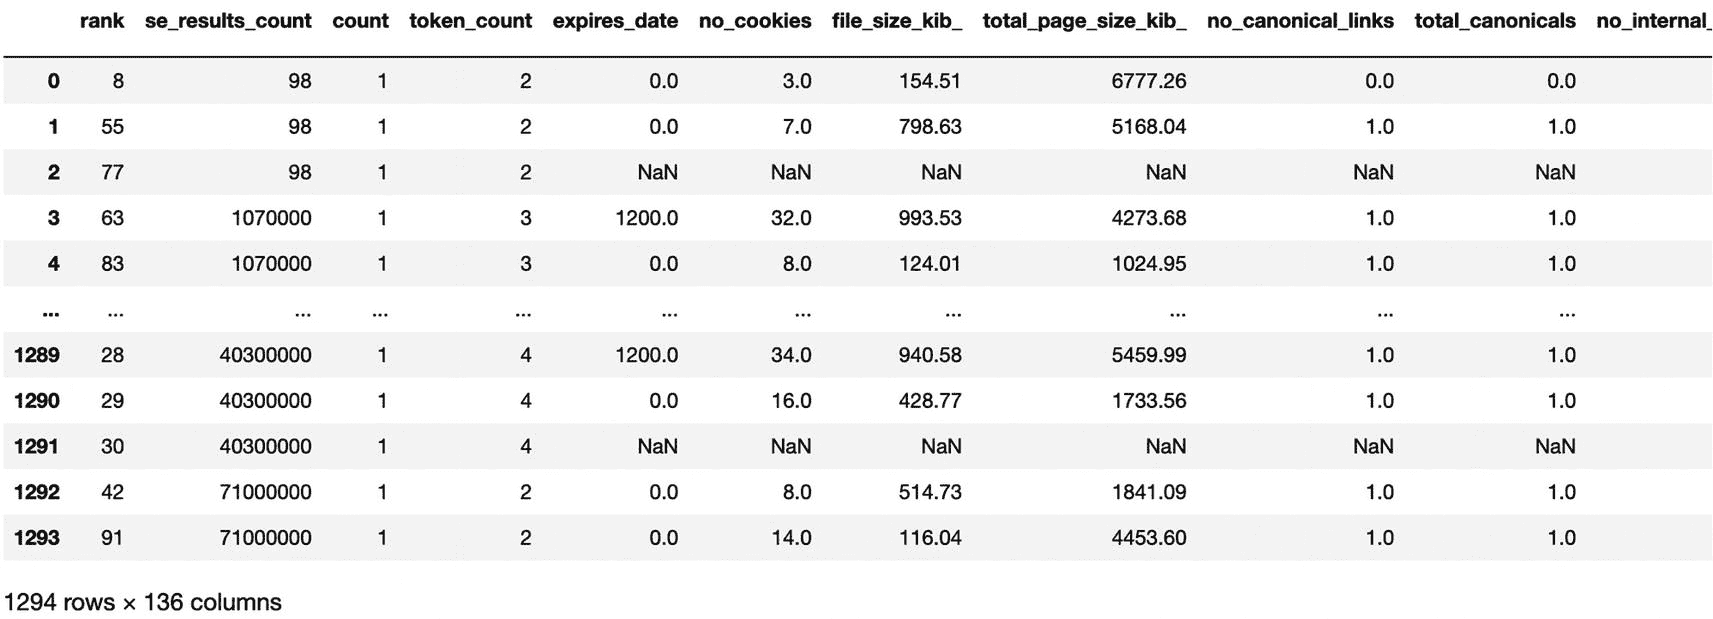 rank se_results_count count token_count expires_date no_cookies file_size_kib_ total_page_size_kib_ no_canonical_links total_canonicals no_internal_
0 8 98 1 2 0.0 3.0 154.51 6777.26 0.0 0.0
1 55 98 1 2 0.0 7.0 798.63 5168.04 1.0 1.0
2 77 98 1 2 NaN NaN NaN NaN NaN NaN
3 63 1070000 1 3 1200.0 32.0 993.53 4273.68 1.0 1.0
4 83 1070000 1 3 0.0 8.0 124.01 1024.95 1.0 1.0
... ... ... ... ... ... ... ... ... ... ...
1289 28 40300000 1 4 1200.0 34.0 940.58 5459.99 1.0 1.0
1290 29 40300000 1 4 0.0 16.0 428.77 1733.56 1.0 1.0
1291 30 40300000 1 4 NaN NaN NaN NaN NaN NaN
1292 42 71000000 1 2 0.0 8.0 514.73 1841.09 1.0 1.0
1293 91 71000000 1 2 0.0 14.0 116.04 4453.60 1.0 1.0
1294 rows × 136 columns